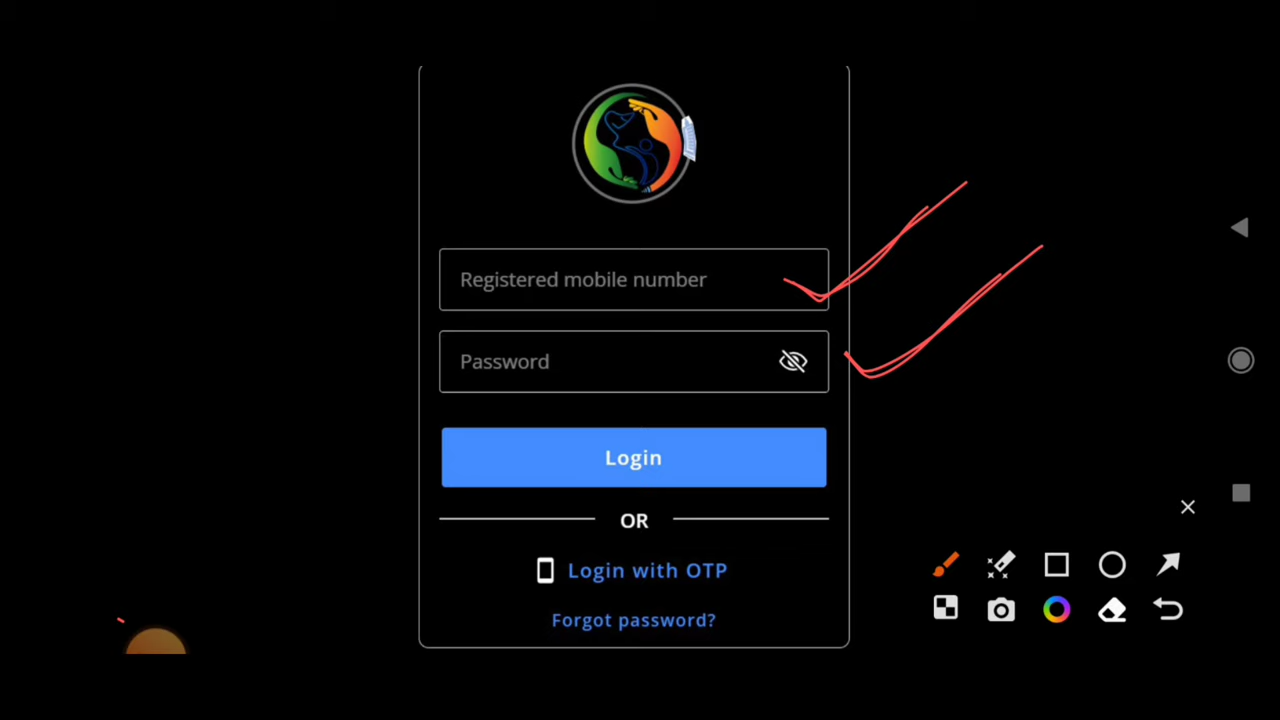 Registered mobile number
Password
Login
OR
Login with OTP
Forgot password?